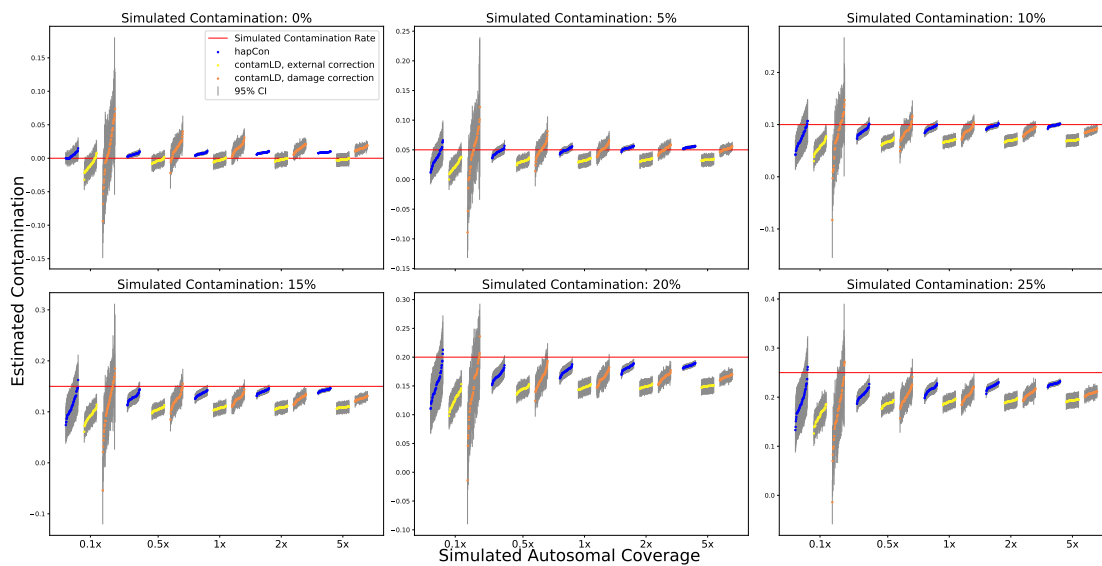 Simulated Contamination: 0%
Simulated Contamination: 5%
Simulated Contamination: 10%
Simulated Contamination Rate
hapCon
contamLD, external correction
contamLD, damage correction
95% CI
0.15
0.10
0.05
0.00
−0.05
−0.10
−0.15
0.25
0.20
0.15
0.10
0.05
0.00
−0.05
−0.10
−0.15
0.2
0.1
0.0
−0.1
Estimated Contamination
Simulated Contamination: 15%
Simulated Contamination: 20%
Simulated Contamination: 25%
0.3
0.2
0.1
0.0
−0.1
0.30
0.25
0.20
0.15
0.10
0.05
0.00
−0.05
−0.10
0.4
0.3
0.2
0.1
0.0
0.1x 0.5x 1x 2x 5x
0.1x 0.5x 1x 2x 5x
0.1x 0.5x 1x 2x 5x
Simulated Autosomal Coverage